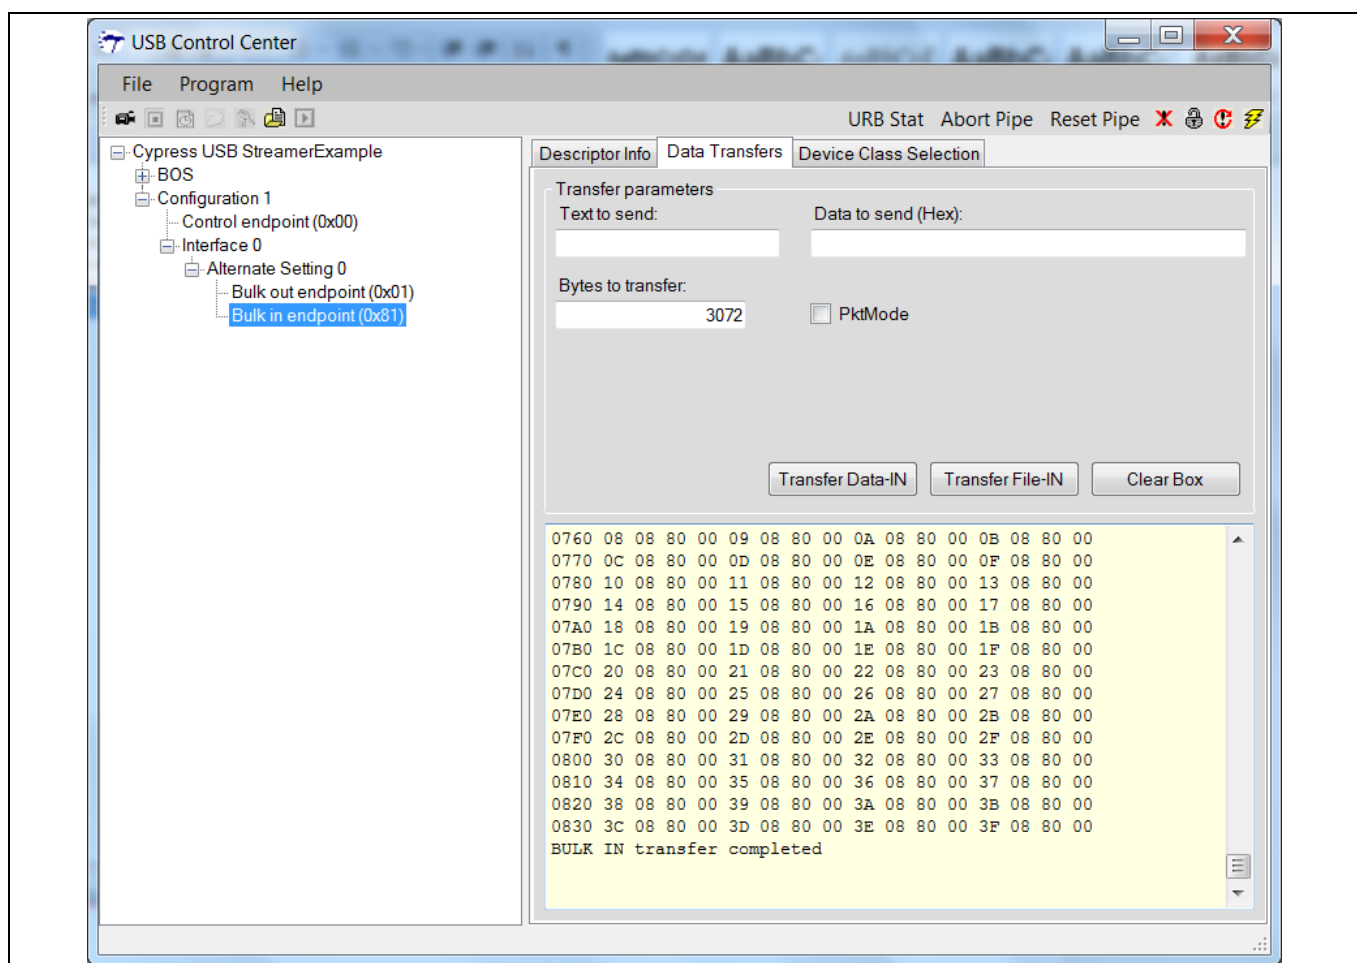 USB Control Center
File Program Help
URB Stat Abort Pipe Reset Pipe
Cypress USB StreamerExample
BOS
Configuration 1
Control endpoint (0x00)
Interface 0
Alternate Setting 0
Bulk out endpoint (0x01)
Bulk in endpoint (0x81)
Descriptor Info Data Transfers Device Class Selection
Transfer parameters
Text to send: Data to send (Hex):
Bytes to transfer:
3072 PktMode
Transfer Data-IN Transfer File-IN Clear Box
0760 08 08 80 00 09 08 80 00 0A 08 80 00 0B 08 80 00
0770 0C 08 80 00 0D 08 80 00 0E 08 80 00 0F 08 80 00
0780 10 08 80 00 11 08 80 00 12 08 80 00 13 08 80 00
0790 14 08 80 00 15 08 80 00 16 08 80 00 17 08 80 00
07A0 18 08 80 00 19 08 80 00 1A 08 80 00 1B 08 80 00
07B0 1C 08 80 00 1D 08 80 00 1E 08 80 00 1F 08 80 00
07C0 20 08 80 00 21 08 80 00 22 08 80 00 23 08 80 00
07D0 24 08 80 00 25 08 80 00 26 08 80 00 27 08 80 00
07E0 28 08 80 00 29 08 80 00 2A 08 80 00 2B 08 80 00
07F0 2C 08 80 00 2D 08 80 00 2E 08 80 00 2F 08 80 00
0800 30 08 80 00 31 08 80 00 32 08 80 00 33 08 80 00
0810 34 08 80 00 35 08 80 00 36 08 80 00 37 08 80 00
0820 38 08 80 00 39 08 80 00 3A 08 80 00 3B 08 80 00
0830 3C 08 80 00 3D 08 80 00 3E 08 80 00 3F 08 80 00
BULK IN transfer completed